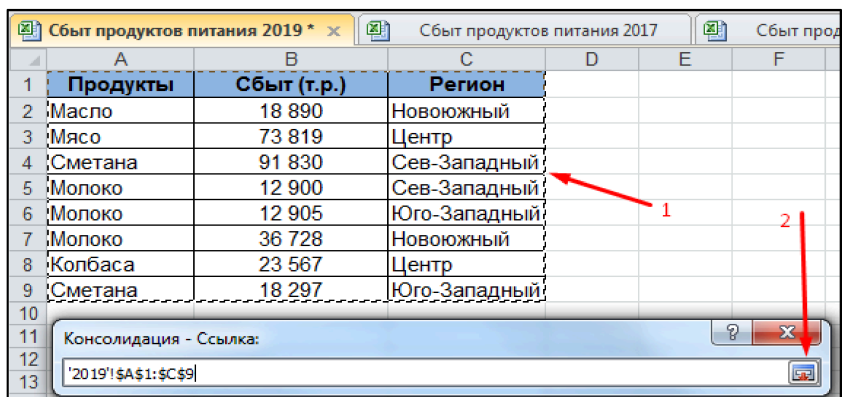 Сбыт продуктов питания 2019 * Сбыт продуктов питания 2017 Сбыт прод
A B C D E F
1 Продукты Сбыт (т.р.) Регион
2 Масло 18 890 Новоюжный
3 Мясо 73 819 Центр
4 Сметана 91 830 Сев-Западный
5 Молоко 12 900 Сев-Западный
6 Молоко 12 905 Юго-Западный 1 2
7 Молоко 36 728 Новоюжный
8 Колбаса 23 567 Центр
9 Сметана 18 297 Юго-Западный
10
11 Консолидация - Ссылка:
12
13 '2019'!$A$1:$C$9